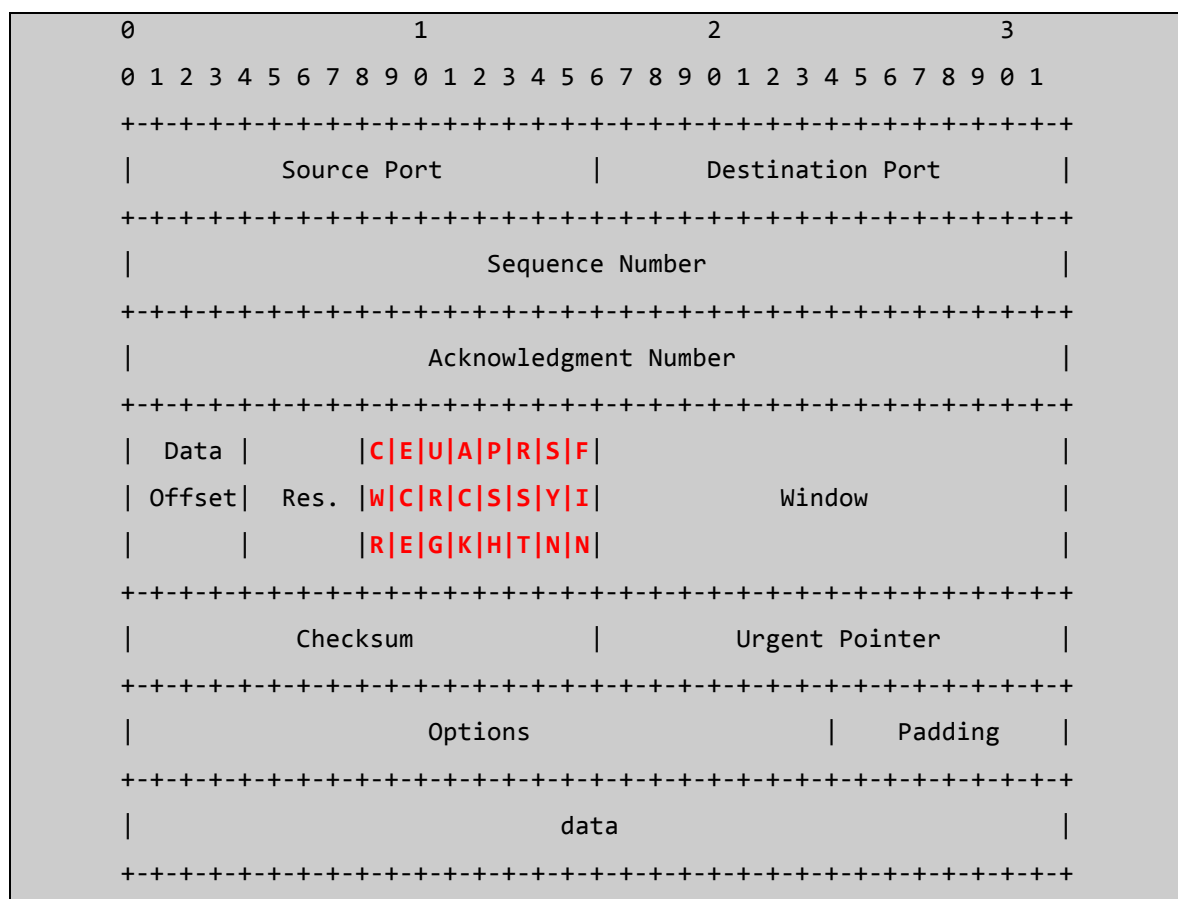 0                   1                   2                   3
0 1 2 3 4 5 6 7 8 9 0 1 2 3 4 5 6 7 8 9 0 1 2 3 4 5 6 7 8 9 0 1
+-+-+-+-+-+-+-+-+-+-+-+-+-+-+-+-+-+-+-+-+-+-+-+-+-+-+-+-+-+-+-+-+
|          Source Port          |       Destination Port        |
+-+-+-+-+-+-+-+-+-+-+-+-+-+-+-+-+-+-+-+-+-+-+-+-+-+-+-+-+-+-+-+-+
|                        Sequence Number                        |
+-+-+-+-+-+-+-+-+-+-+-+-+-+-+-+-+-+-+-+-+-+-+-+-+-+-+-+-+-+-+-+-+
|                    Acknowledgment Number                      |
+-+-+-+-+-+-+-+-+-+-+-+-+-+-+-+-+-+-+-+-+-+-+-+-+-+-+-+-+-+-+-+-+
|  Data |       |C|E|U|A|P|R|S|F|                               |
| Offset|  Res. |W|C|R|C|S|S|Y|I|            Window             |
|       |       |R|E|G|K|H|T|N|N|                               |
+-+-+-+-+-+-+-+-+-+-+-+-+-+-+-+-+-+-+-+-+-+-+-+-+-+-+-+-+-+-+-+-+
|           Checksum            |         Urgent Pointer        |
+-+-+-+-+-+-+-+-+-+-+-+-+-+-+-+-+-+-+-+-+-+-+-+-+-+-+-+-+-+-+-+-+
|                    Options                    |    Padding    |
+-+-+-+-+-+-+-+-+-+-+-+-+-+-+-+-+-+-+-+-+-+-+-+-+-+-+-+-+-+-+-+-+
|                             data                              |
+-+-+-+-+-+-+-+-+-+-+-+-+-+-+-+-+-+-+-+-+-+-+-+-+-+-+-+-+-+-+-+-+